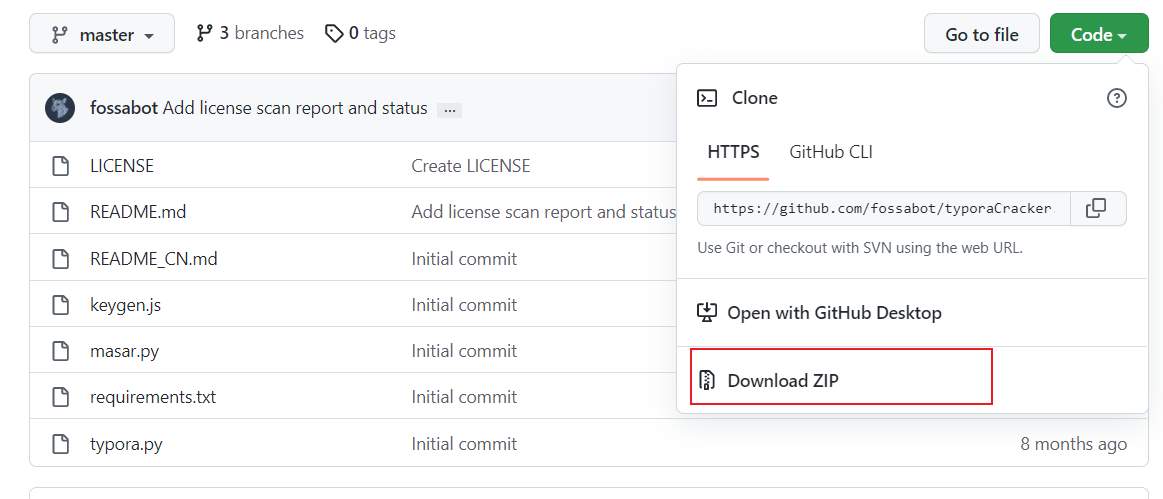 master 3 branches 0 tags Go to file Code
fossabot Add license scan report and status ...
Clone
HTTPS GitHub CLI
https://github.com/fossabot/typoraCracker.
Use Git or checkout with SVN using the web URL.
Open with GitHub Desktop
Download ZIP
LICENSE Create LICENSE
README.md Add license scan report and status
README_CN.md Initial commit
keygen.js Initial commit
masar.py Initial commit
requirements.txt Initial commit
typora.py Initial commit 8 months ago